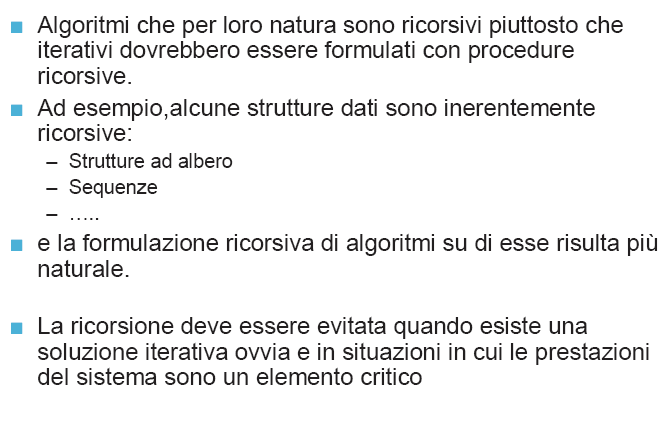 Algoritmi che per loro natura sono ricorsivi piuttosto che
iterativi dovrebbero essere formulati con procedure
ricorsive.
Ad esempio,alcune strutture dati sono inerentemente
ricorsive:
– Strutture ad albero
– Sequenze
– …..
e la formulazione ricorsiva di algoritmi su di esse risulta più
naturale.
La ricorsione deve essere evitata quando esiste una
soluzione iterativa ovvia e in situazioni in cui le prestazioni
del sistema sono un elemento critico